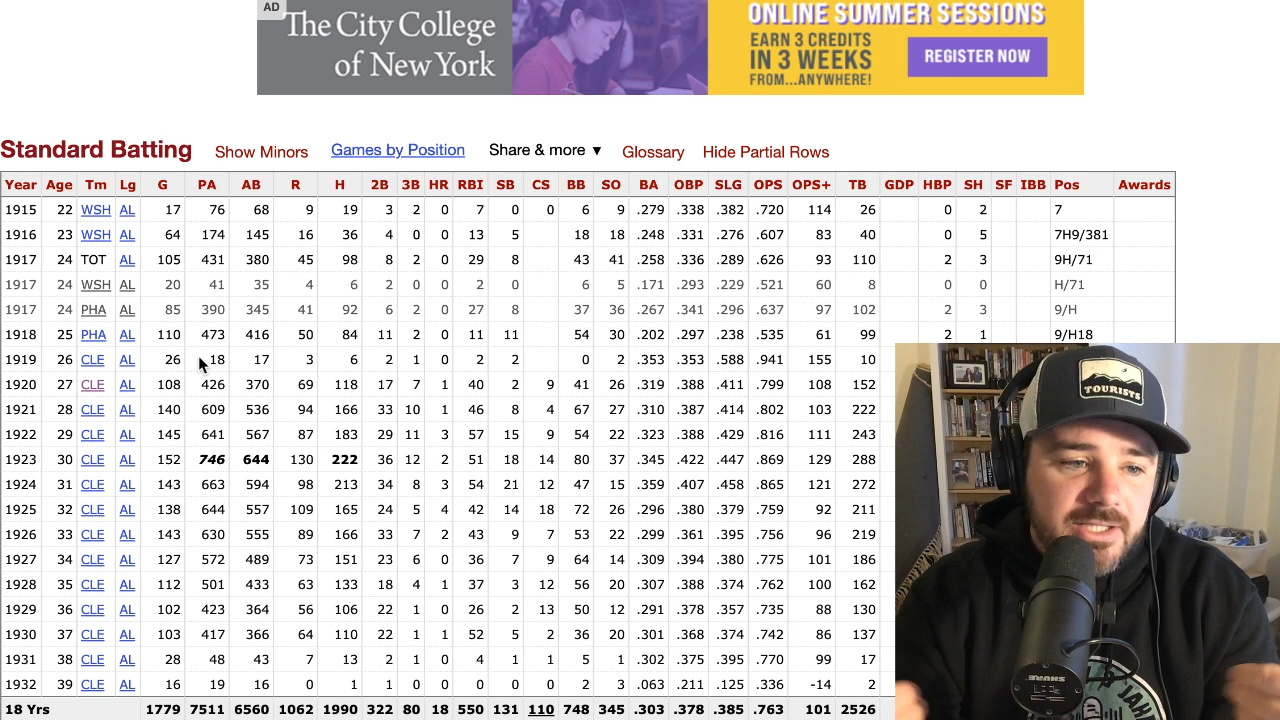 AD
The City College
of New York
ONLINE SUMMER SESSIONS
EARN 3 CREDITS
IN 3 WEEKS
FROM...ANYWHERE!
REGISTER NOW
Standard Batting Show Minors Games by Position Share & more ▼ Glossary Hide Partial Rows
Year Age Tm Lg G PA AB R H 2B 3B HR RBI SB CS BB SO BA OBP SLG OPS OPS+ TB GDP HBP SH SF IBB Pos Awards
1915 22 WSH AL 17 76 68 9 19 3 2 0 7 0 0 6 9 .279 .338 .382 .720 114 26 0 2 7
1916 23 WSH AL 64 174 145 16 36 4 0 0 13 5 18 18 .248 .331 .276 .607 83 40 0 5 7H9/381
1917 24 TOT AL 105 431 380 45 98 8 2 0 29 8 43 41 .258 .336 .289 .626 93 110 2 3 9H/71
1917 24 WSH AL 20 41 35 4 6 2 0 0 2 0 6 5 .171 .293 .229 .521 60 8 0 0 H/71
1917 24 PHA AL 85 390 345 41 92 6 2 0 27 8 37 36 .267 .341 .296 .637 97 102 2 3 9/H
1918 25 PHA AL 110 473 416 50 84 11 2 0 11 11 54 30 .202 .297 .238 .535 61 99 2 1 9/H18
1919 26 CLE AL 26 18 17 3 6 2 1 0 2 2 0 2 .353 .353 .588 .941 155 10
1920 27 CLE AL 108 426 370 69 118 17 7 1 40 2 9 41 26 .319 .388 .411 .799 108 152
1921 28 CLE AL 140 609 536 94 166 33 10 1 46 8 4 67 27 .310 .387 .414 .802 103 222
1922 29 CLE AL 145 641 567 87 183 29 11 3 57 15 9 54 22 .323 .388 .429 .816 111 243
1923 30 CLE AL 152 746 644 130 222 36 12 2 51 18 14 80 37 .345 .422 .447 .869 129 288
1924 31 CLE AL 143 663 594 98 213 34 8 1 54 21 12 47 15 .359 .407 .458 .865 121 272
1925 32 CLE AL 138 644 557 109 165 24 5 4 42 14 18 72 26 .296 .380 .379 .759 92 211
1926 33 CLE AL 143 630 555 89 166 33 7 2 43 9 7 53 22 .299 .361 .395 .756 96 219
1927 34 CLE AL 127 572 489 73 151 23 6 0 36 7 9 64 14 .309 .394 .380 .775 101 186
1928 35 CLE AL 112 501 433 63 133 18 4 1 37 3 12 56 20 .307 .388 .374 .762 100 162
1929 36 CLE AL 102 423 364 56 106 22 1 0 26 2 13 50 12 .291 .378 .357 .735 88 130
1930 37 CLE AL 103 417 366 64 110 22 1 1 52 5 2 36 20 .301 .368 .374 .742 86 137
1931 38 CLE AL 28 48 43 7 13 2 1 0 4 1 1 5 1 .302 .375 .395 .770 99 17
1932 39 CLE AL 16 19 16 0 1 1 0 0 0 0 0 2 3 .063 .211 .125 .336 -14 2
18 Yrs 1779 7511 6560 1062 1990 322 80 18 550 131 110 748 345 .303 .378 .385 .763 101 2526
TOURISTS
SHURE